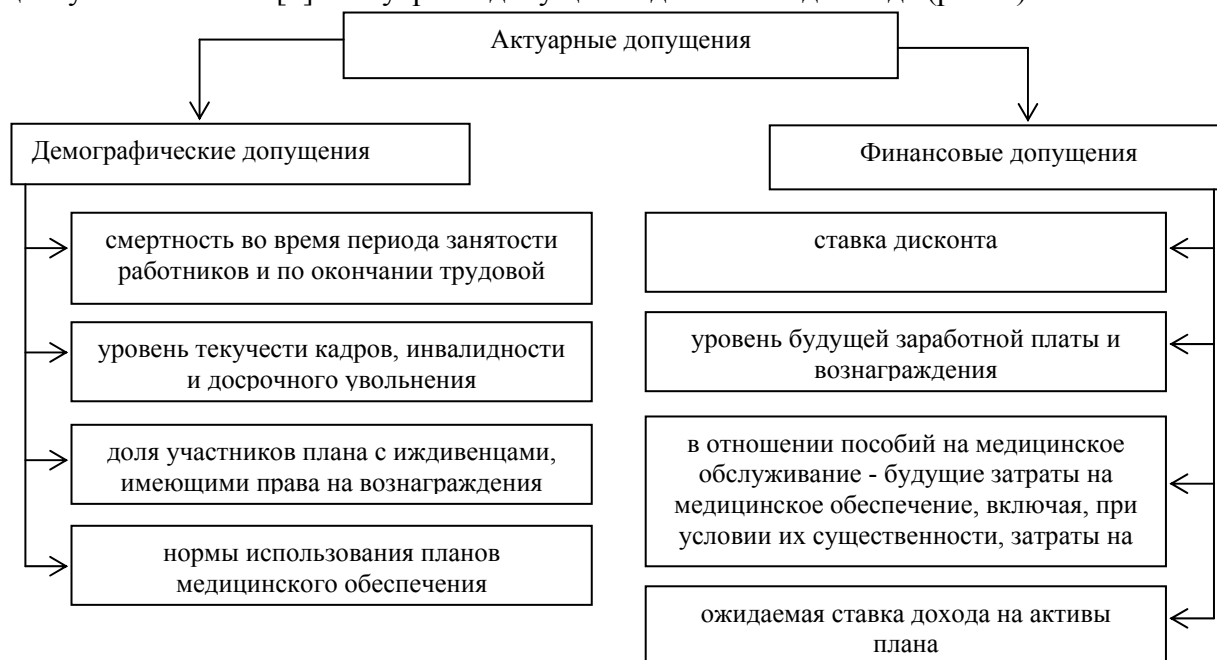 Актуарные допущения
Демографические допущения
смертность во время периода занятости
работников и по окончании трудовой
уровень текучести кадров, инвалидности
и досрочного увольнения
доля участников плана с иждивенцами,
имеющими права на вознаграждения
нормы использования планов
медицинского обеспечения
Финансовые допущения
ставка дисконта
уровень будущей заработной платы и
вознаграждения
в отношении пособий на медицинское
обслуживание - будущие затраты на
медицинское обеспечение, включая, при
условии их существенности, затраты на
ожидаемая ставка дохода на активы
плана